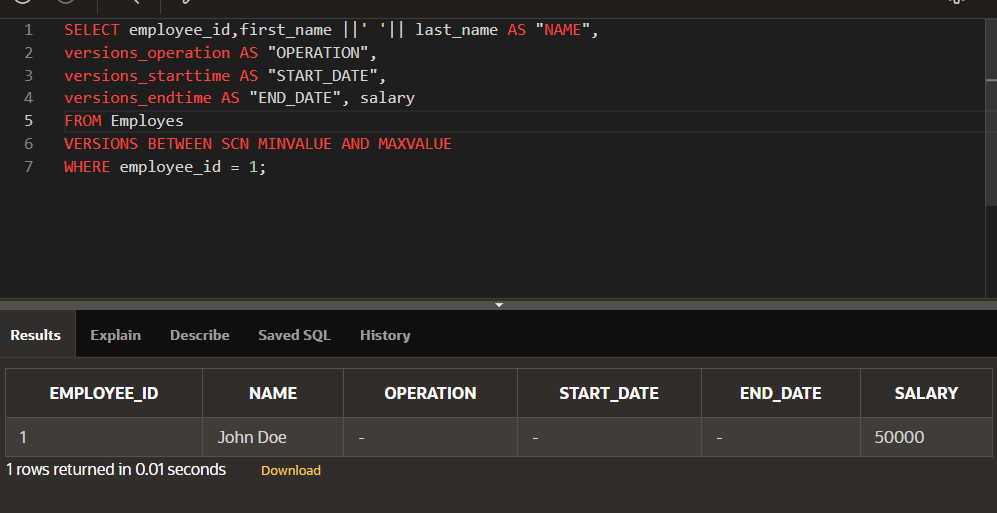 1 SELECT employee_id,first_name ||' '|| last_name AS "NAME",
2 versions_operation AS "OPERATION",
3 versions_starttime AS "START_DATE",
4 versions_endtime AS "END_DATE", salary
5 FROM Employes
6 VERSIONS BETWEEN SCN MINVALUE AND MAXVALUE
7 WHERE employee_id = 1;
Results Explain Describe Saved SQL History
EMPLOYEE_ID NAME OPERATION START_DATE END_DATE SALARY
1 John Doe - - - 50000
1 rows returned in 0.01 seconds Download